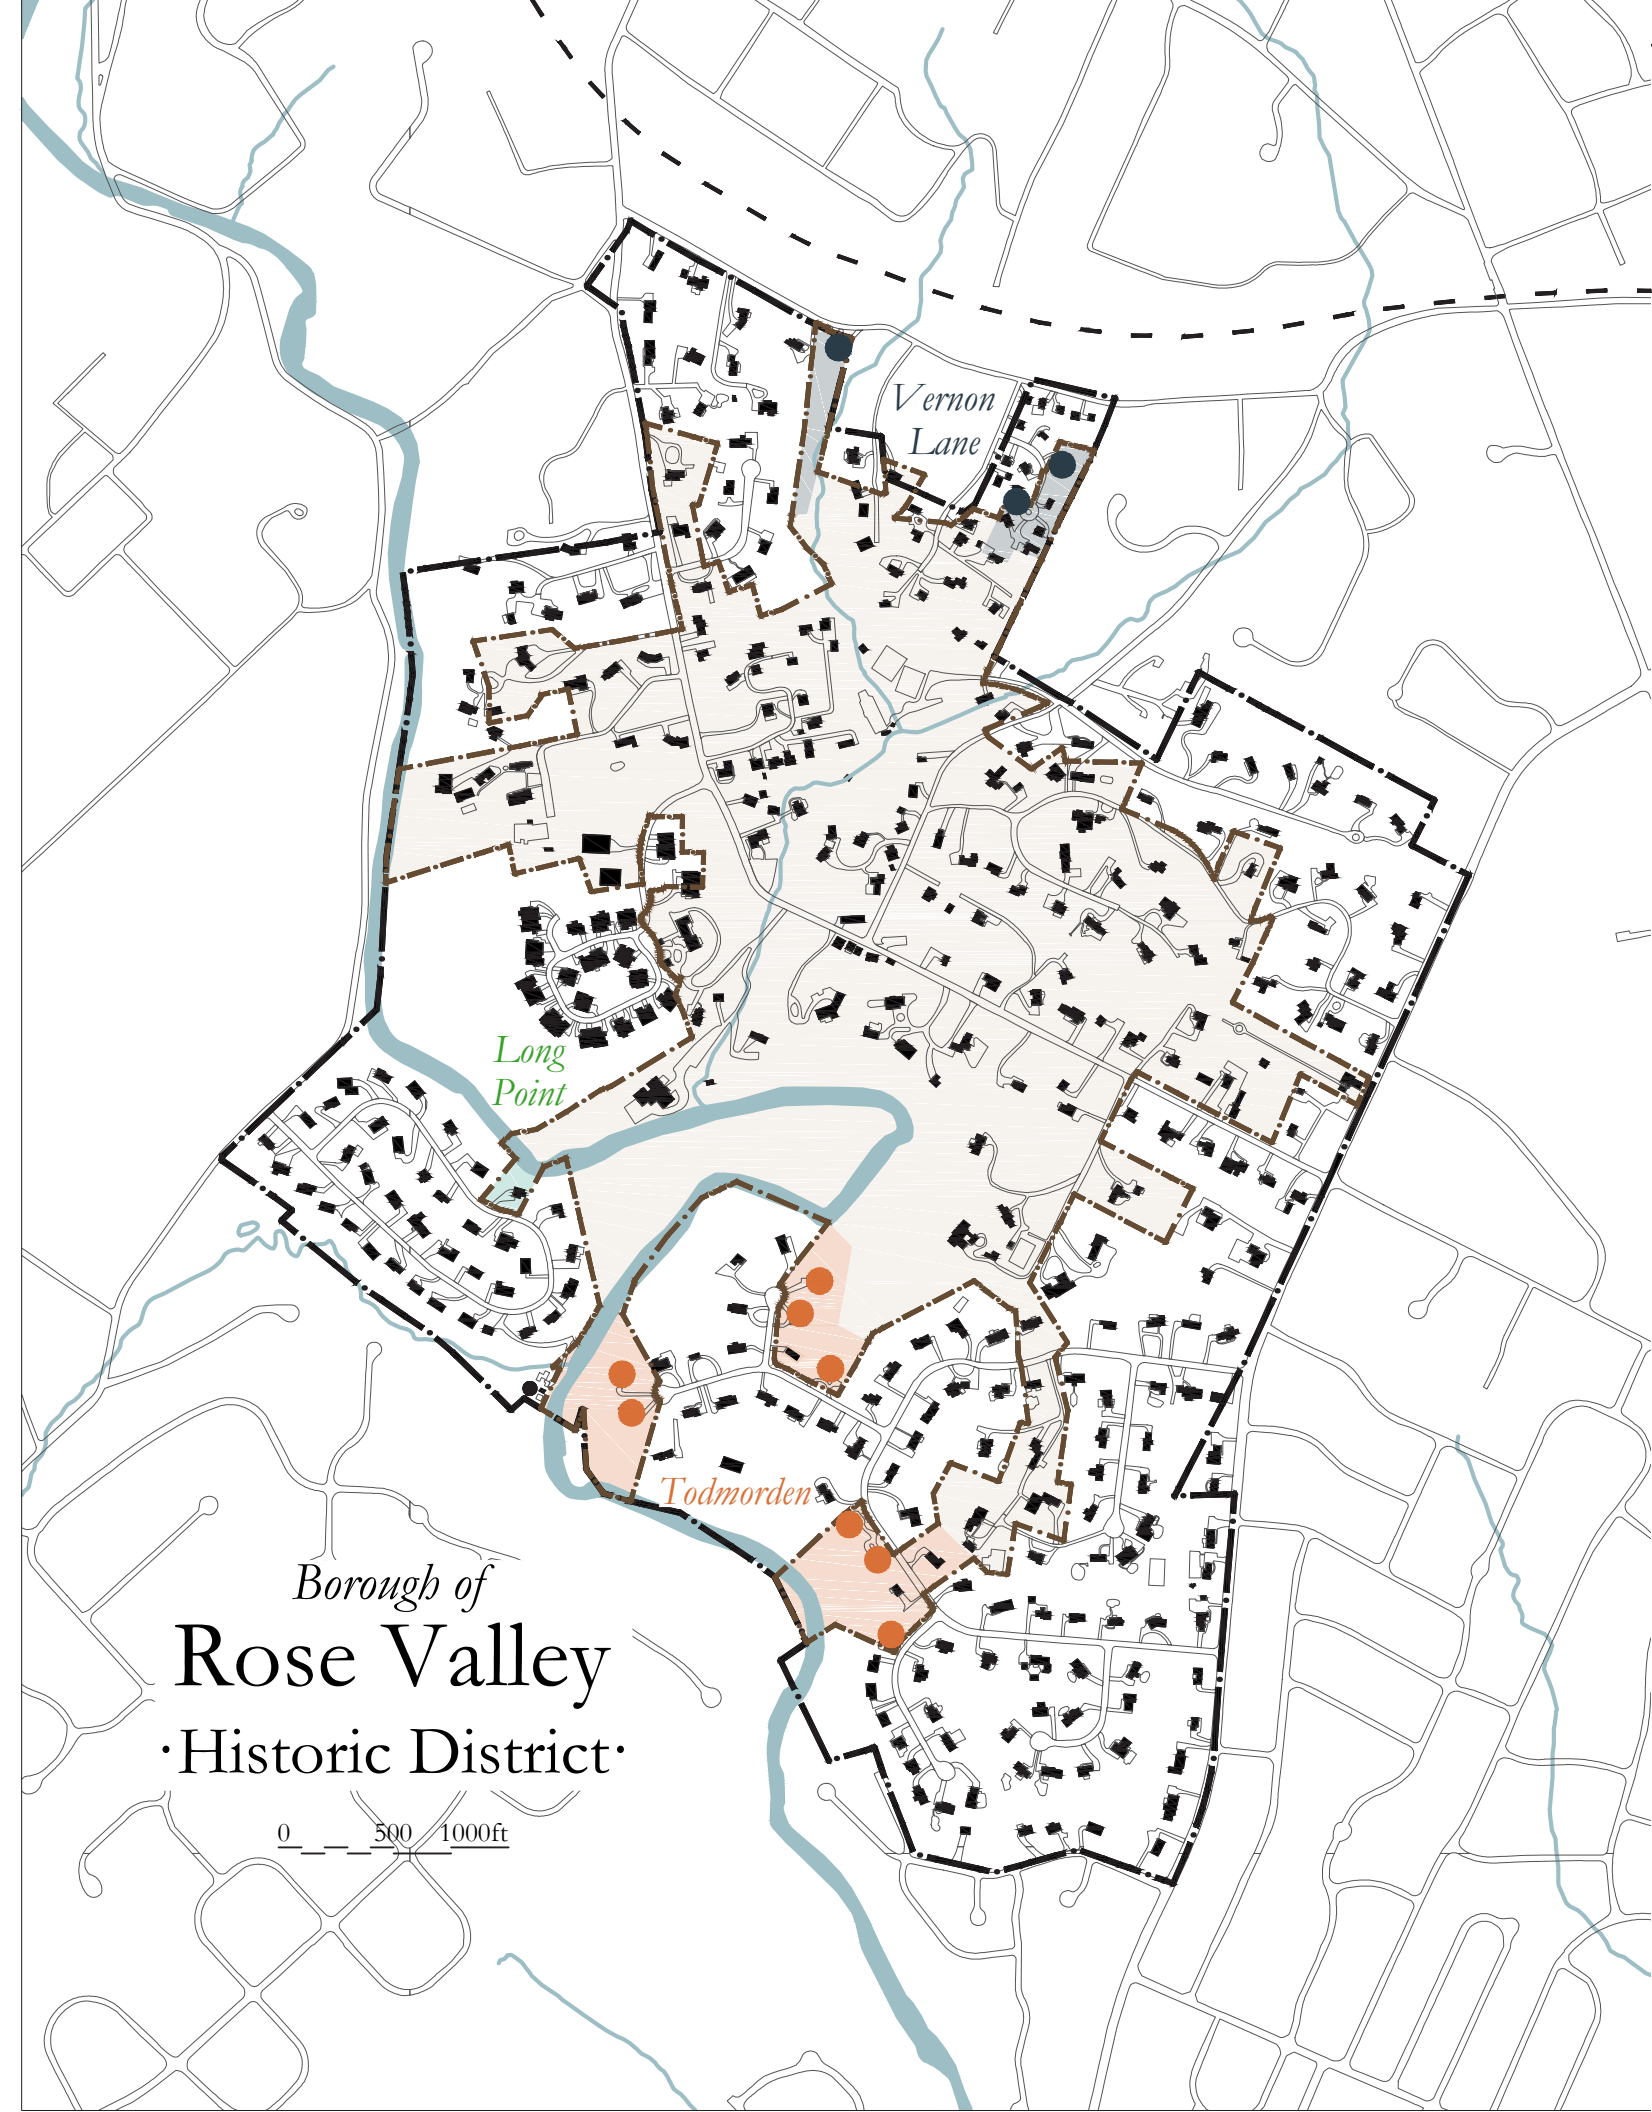 Vernon
Lane
Long
Point
Todmorden
Borough of
Rose Valley
·Historic District·
0 500 1000ft